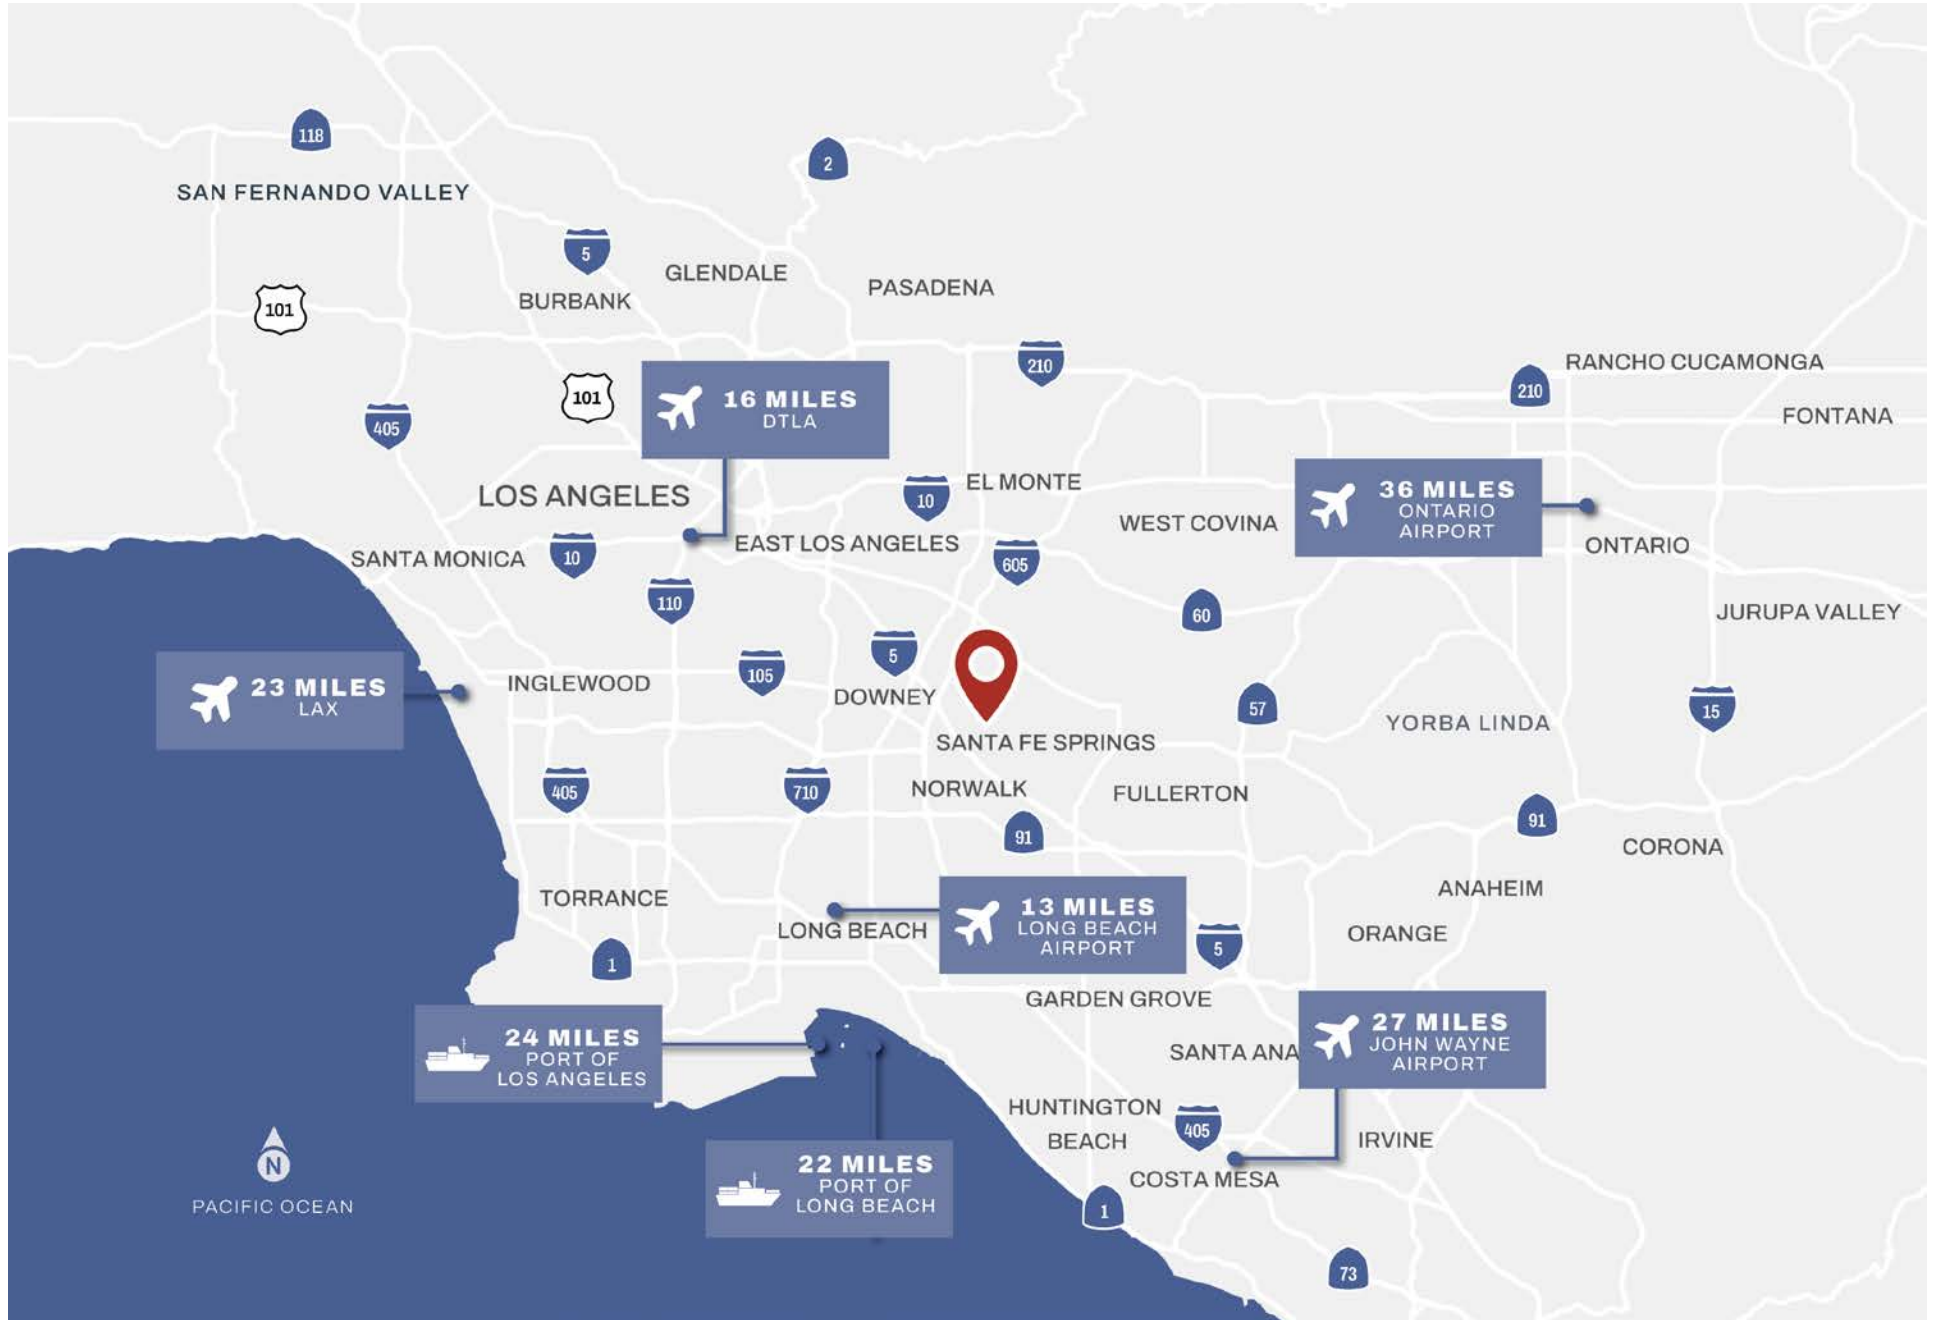 118
2
SAN FERNANDO VALLEY
5
GLENDALE
PASADENA
BURBANK
101
210
RANCHO CUCAMONGA
210
101
16 MILES
DTLA
FONTANA
405
EL MONTE
LOS ANGELES
10
36 MILES
ONTARIO
AIRPORT
WEST COVINA
EAST LOS ANGELES
ONTARIO
SANTA MONICA
10
605
110
60
JURUPA VALLEY
5
105
INGLEWOOD
23 MILES
LAX
DOWNEY
57
15
YORBA LINDA
SANTA FE SPRINGS
405
710
NORWALK
FULLERTON
91
91
CORONA
ANAHEIM
TORRANCE
13 MILES
LONG BEACH
AIRPORT
LONG BEACH
ORANGE
5
1
GARDEN GROVE
27 MILES
JOHN WAYNE
AIRPORT
24 MILES
PORT OF
LOS ANGELES
SANTA ANA
HUNTINGTON
BEACH
405
IRVINE
22 MILES
PORT OF
LONG BEACH
COSTA MESA
N
PACIFIC OCEAN
1
73